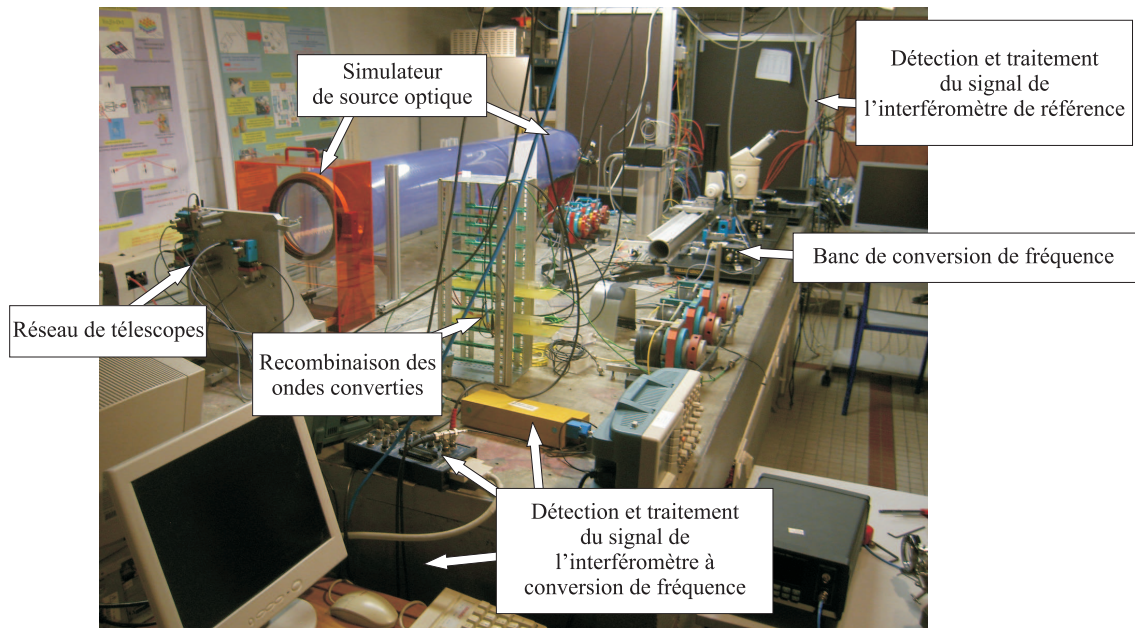 Simulateur
de source optique
Détection et traitement
du signal de
l’interféromètre de référence
Banc de conversion de fréquence
Réseau de télescopes
Recombinaison des
ondes converties
Détection et traitement
du signal de
l’interféromètre à
conversion de fréquence